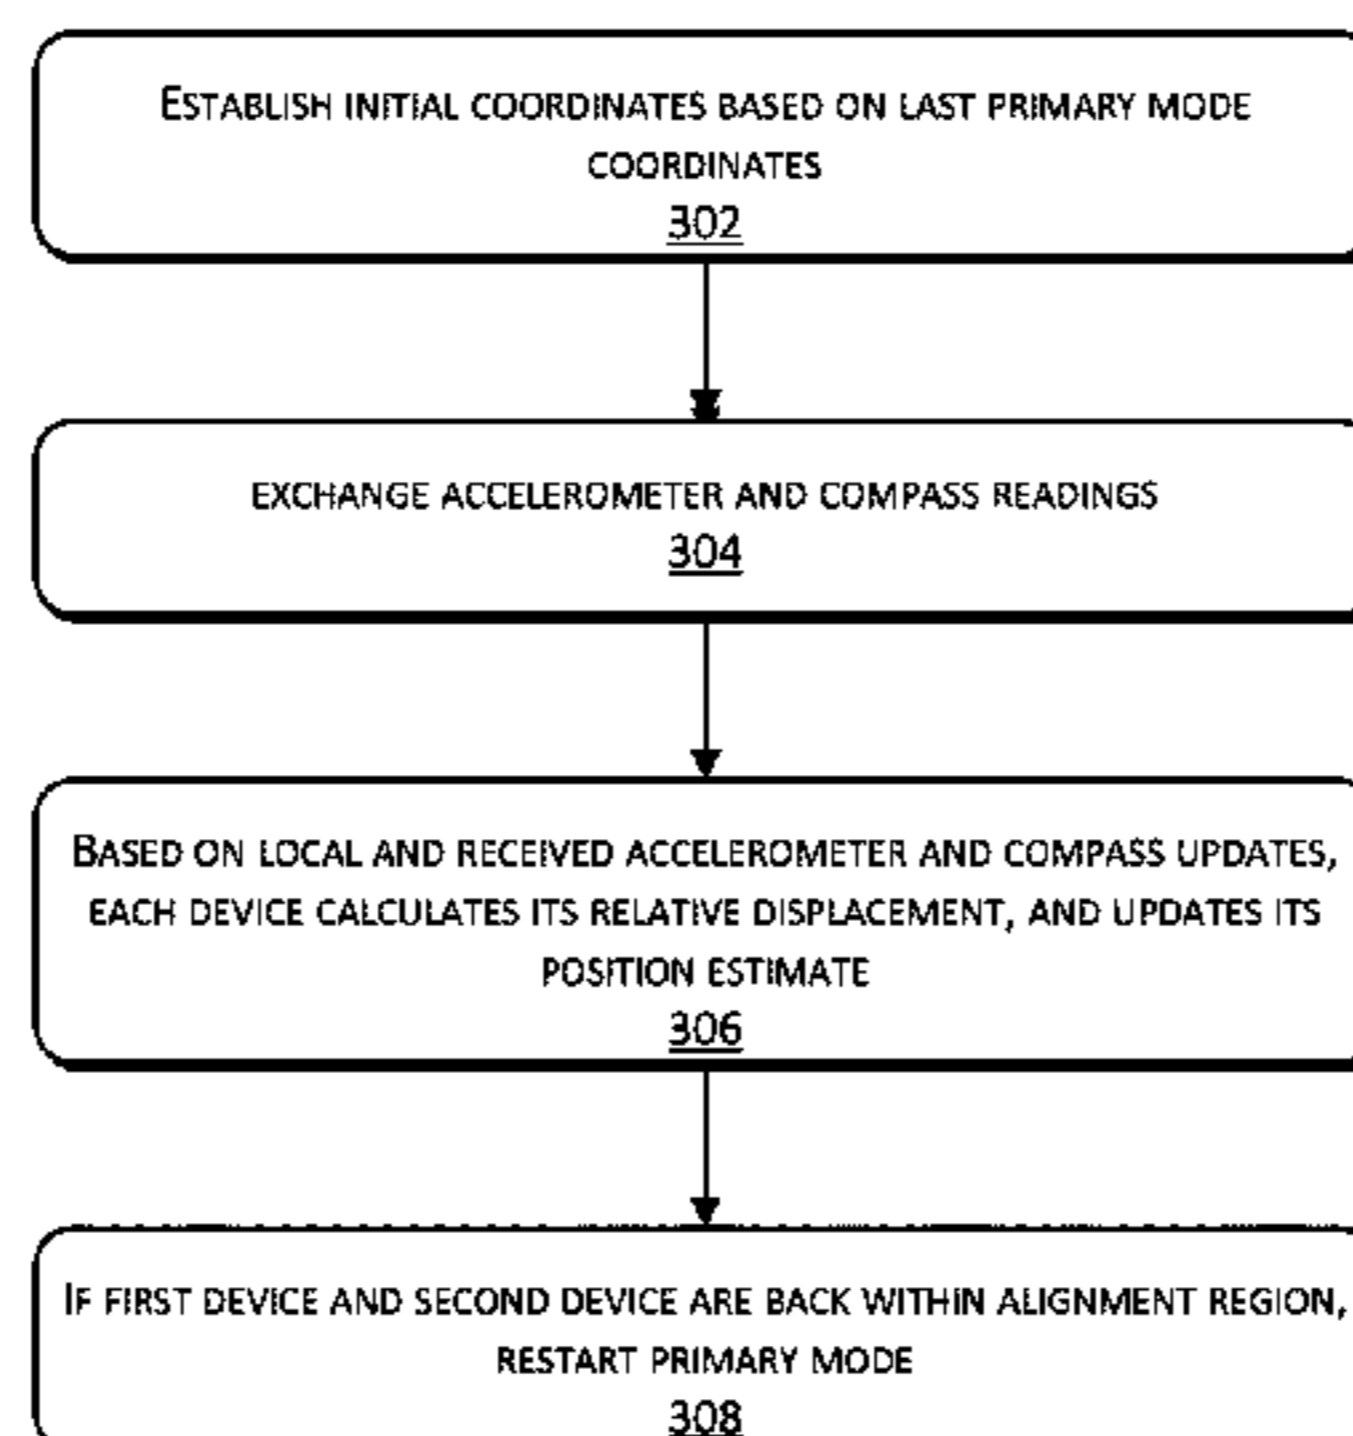 ESTABLISH INITIAL COORDINATES BASED ON LAST PRIMARY MODE
COORDINATES
302
EXCHANGE ACCELEROMETER AND COMPASS READINGS
304
BASED ON LOCAL AND RECEIVED ACCELEROMETER AND COMPASS UPDATES,
EACH DEVICE CALCULATES ITS RELATIVE DISPLACEMENT, AND UPDATES ITS
POSITION ESTIMATE
306
IF FIRST DEVICE AND SECOND DEVICE ARE BACK WITHIN ALIGNMENT REGION,
RESTART PRIMARY MODE
308